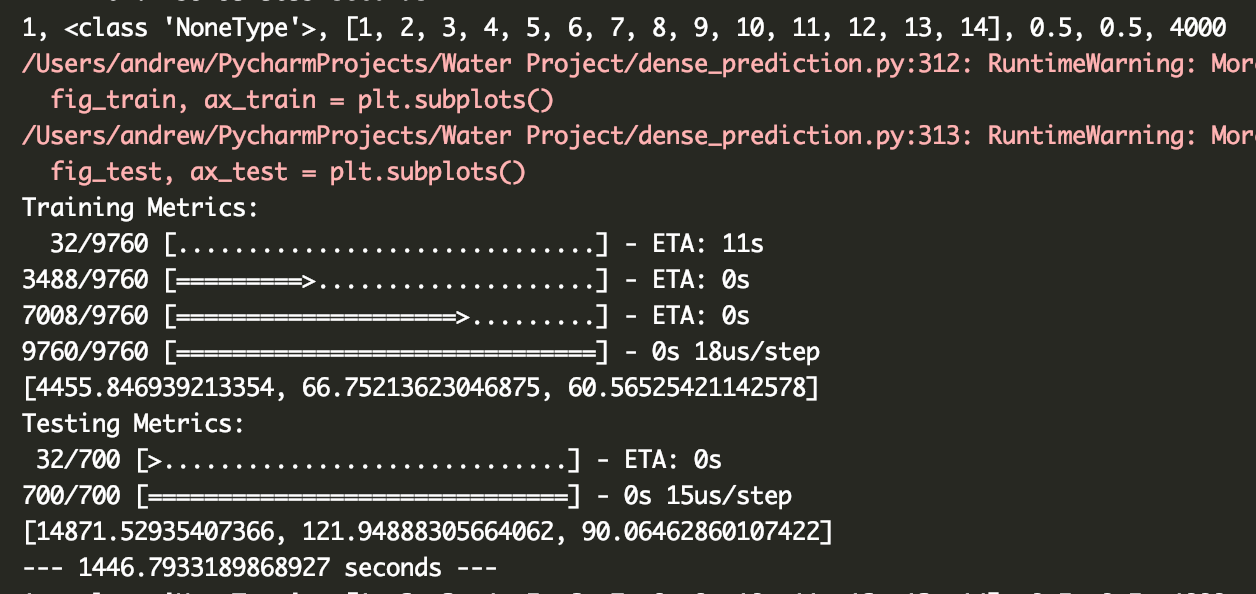 1, <class 'NoneType'>, [1, 2, 3, 4, 5, 6, 7, 8, 9, 10, 11, 12, 13, 14], 0.5, 0.5, 4000
/Users/andrew/PycharmProjects/Water Project/dense_prediction.py:312: RuntimeWarning: Mor
  fig_train, ax_train = plt.subplots()
/Users/andrew/PycharmProjects/Water Project/dense_prediction.py:313: RuntimeWarning: Mor
  fig_test, ax_test = plt.subplots()
Training Metrics:
  32/9760 [..............................] - ETA: 11s
3488/9760 [=========>....................] - ETA: 0s
7008/9760 [====================>.........] - ETA: 0s
9760/9760 [==============================] - 0s 18us/step
[4455.846939213354, 66.75213623046875, 60.56525421142578]
Testing Metrics:
 32/700 [>.............................] - ETA: 0s
700/700 [==============================] - 0s 15us/step
[14871.52935407366, 121.94888305664062, 90.06462860107422]
--- 1446.7933189868927 seconds ---